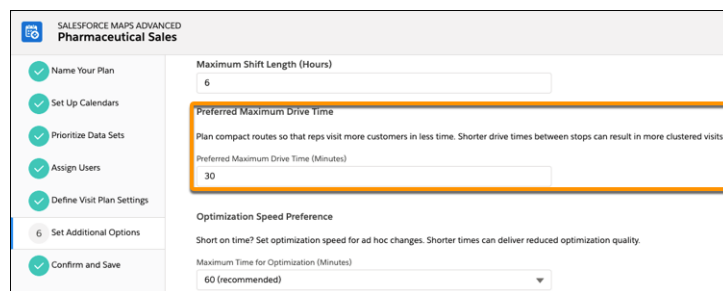 SALESFORCE MAPS ADVANCED
Pharmaceutical Sales
Name Your Plan
Set Up Calendars
Prioritize Data Sets
Assign Users
Define Visit Plan Settings
6 Set Additional Options
Confirm and Save
Maximum Shift Length (Hours)
6
Preferred Maximum Drive Time
Plan compact routes so that reps visit more customers in less time. Shorter drive times between stops can result in more clustered visits
Preferred Maximum Drive Time (Minutes)
30
Optimization Speed Preference
Short on time? Set optimization speed for ad hoc changes. Shorter times can deliver reduced optimization quality.
Maximum Time for Optimization (Minutes)
60 (recommended)